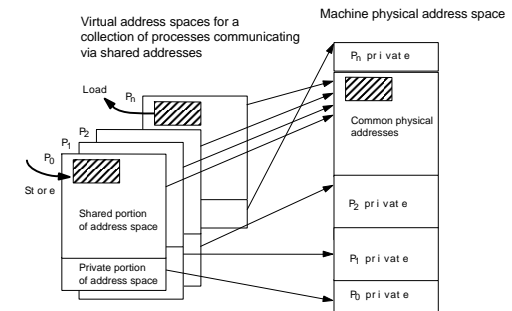 Virtual address spaces for a
collection of processes communicating
via shared addresses
Machine physical address space
Load
Pn
P2
P1
P0
Store
Shared portion
of address space
Private portion
of address space
Pn private
Common physical
addresses
P2 private
P1 private
P0 private